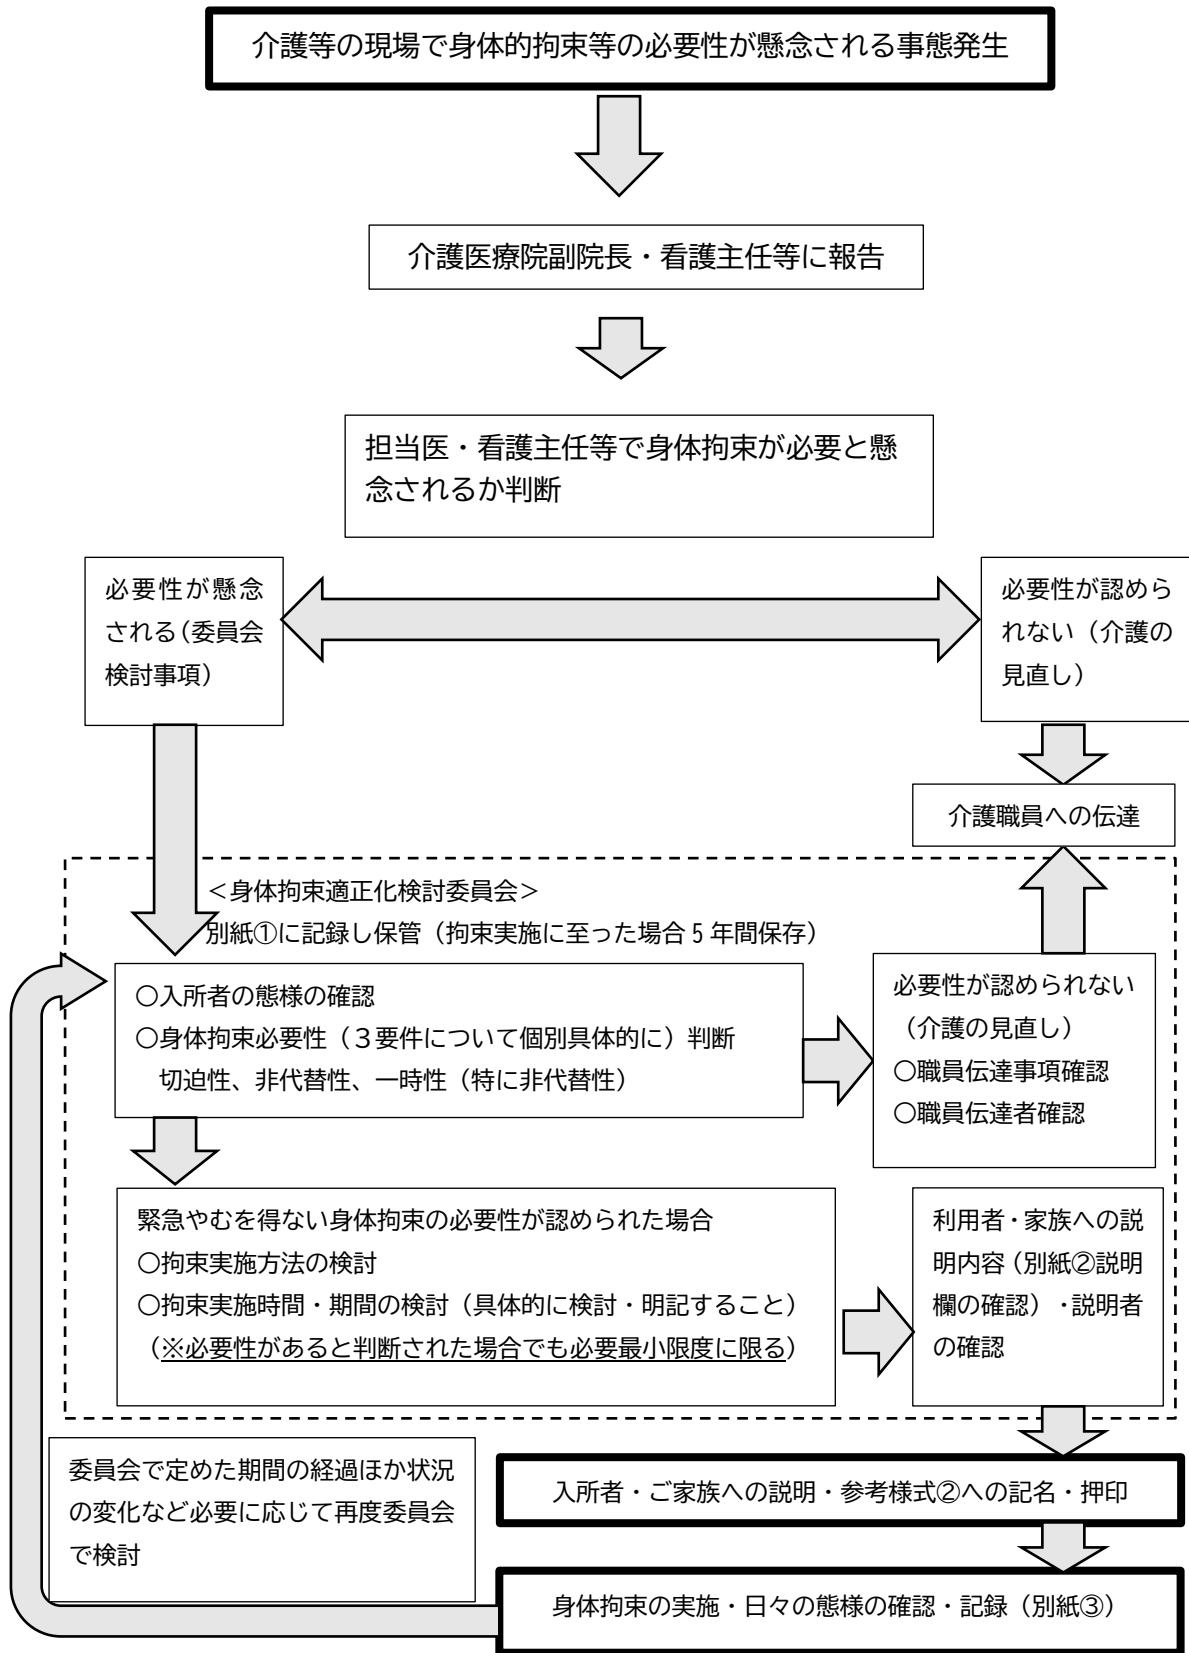 介護等の現場で身体的拘束等の必要性が懸念される事態発生
介護医療院副院長・看護主任等に報告
担当医・看護主任等で身体拘束が必要と懸
念されるか判断
必要性が懸念
される（委員会
検討事項）
必要性が認めら
れない（介護の
見直し）
介護職員への伝達
＜身体拘束適正化検討委員会＞
別紙①に記録し保管（拘束実施に至った場合５年間保存）
○入所者の態様の確認
○身体拘束必要性（３要件について個別具体的に）判断
切迫性、非代替性、一時性（特に非代替性）
必要性が認められない
（介護の見直し）
○職員伝達事項確認
○職員伝達者確認
緊急やむを得ない身体拘束の必要性が認められた場合
○拘束実施方法の検討
○拘束実施時間・期間の検討（具体的に検討・明記すること）
（※必要性があると判断された場合でも必要最小限度に限る）
利用者・家族への説
明内容（別紙②説明
欄の確認）・説明者
の確認
委員会で定めた期間の経過ほか状況
の変化など必要に応じて再度委員会
で検討
入所者・ご家族への説明・参考様式②への記名・押印
身体拘束の実施・日々の態様の確認・記録（別紙③）